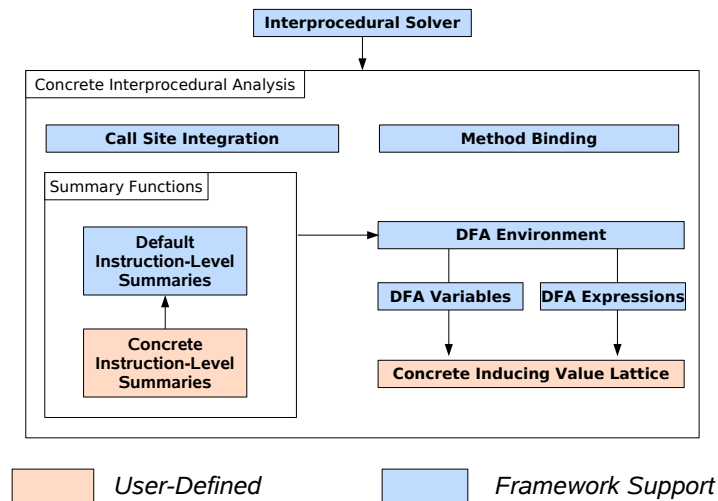 Interprocedural Solver
Concrete Interprocedural Analysis
Call Site Integration
Method Binding
Summary Functions
Default
Instruction-Level
Summaries
DFA Environment
DFA Variables
DFA Expressions
Concrete
Instruction-Level
Summaries
Concrete Inducing Value Lattice
User-Defined
Framework Support